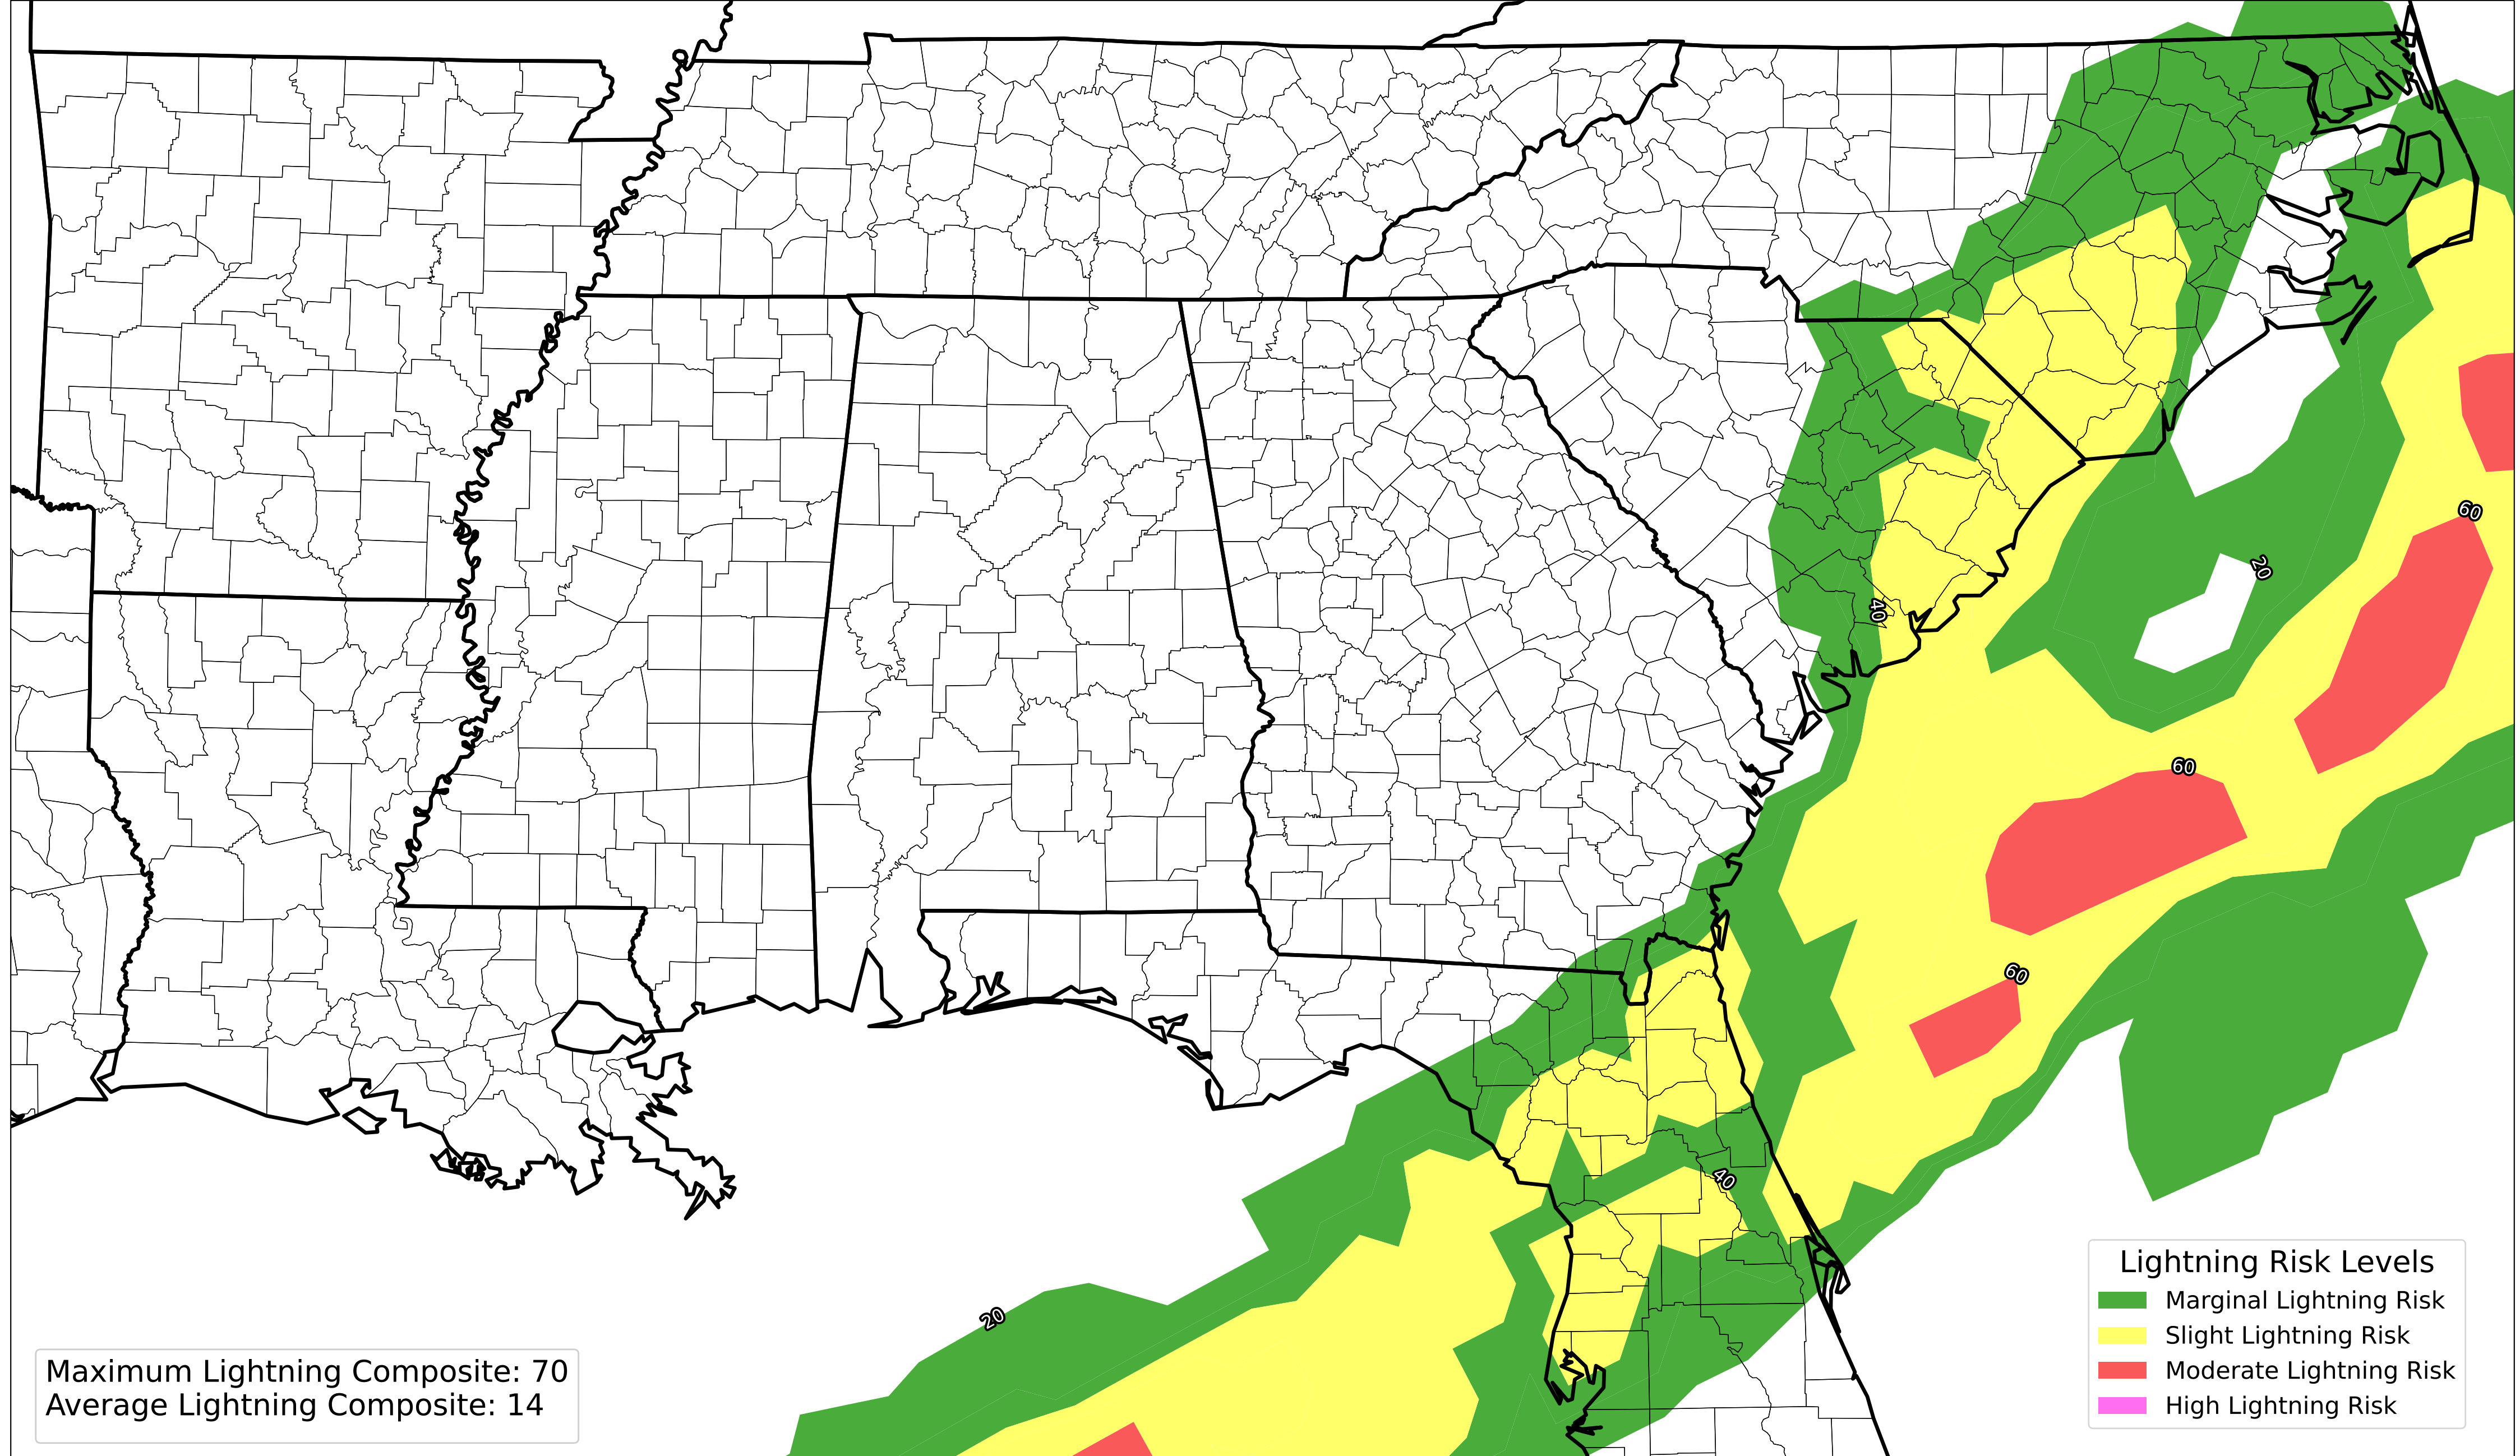 60
20
40
60
60
40
20
Maximum Lightning Composite: 70
Average Lightning Composite: 14
Lightning Risk Levels
Marginal Lightning Risk
Slight Lightning Risk
Moderate Lightning Risk
High Lightning Risk